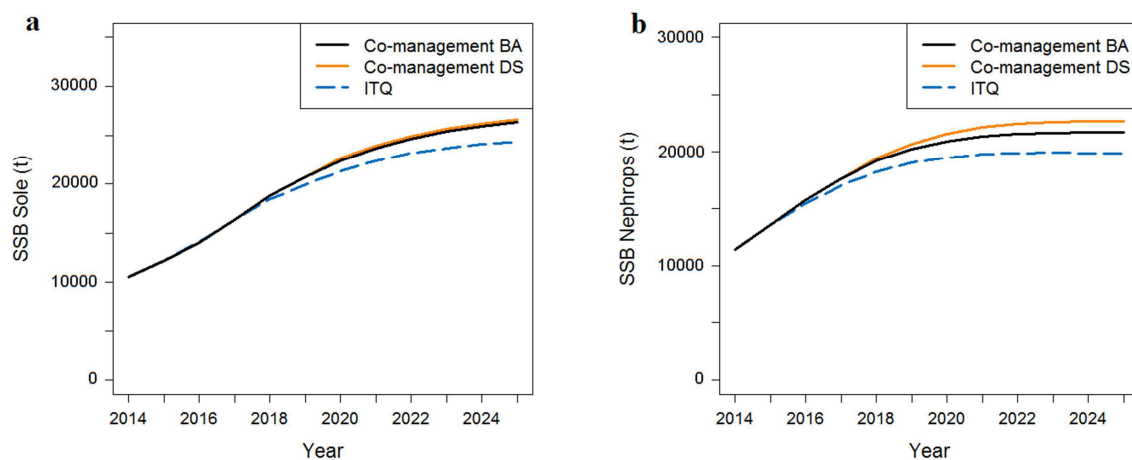 a
Co-management BA
Co-management DS
ITQ
SSB Sole (t)
30000
20000
10000
0
2014 2016 2018 2020 2022 2024
Year
b
Co-management BA
Co-management DS
ITQ
SSB Nephrops (t)
30000
20000
10000
0
2014 2016 2018 2020 2022 2024
Year